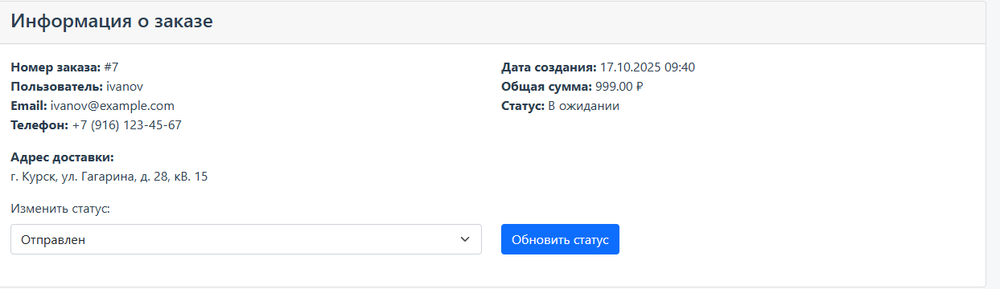 Информация о заказе
Номер заказа: #7
Пользователь: ivanov
Email: ivanov@example.com
Телефон: +7 (916) 123-45-67
Дата создания: 17.10.2025 09:40
Общая сумма: 999.00 ₽
Статус: В ожидании
Адрес доставки:
г. Курск, ул. Гагарина, д. 28, кВ. 15
Изменить статус:
Отправлен
Обновить статус